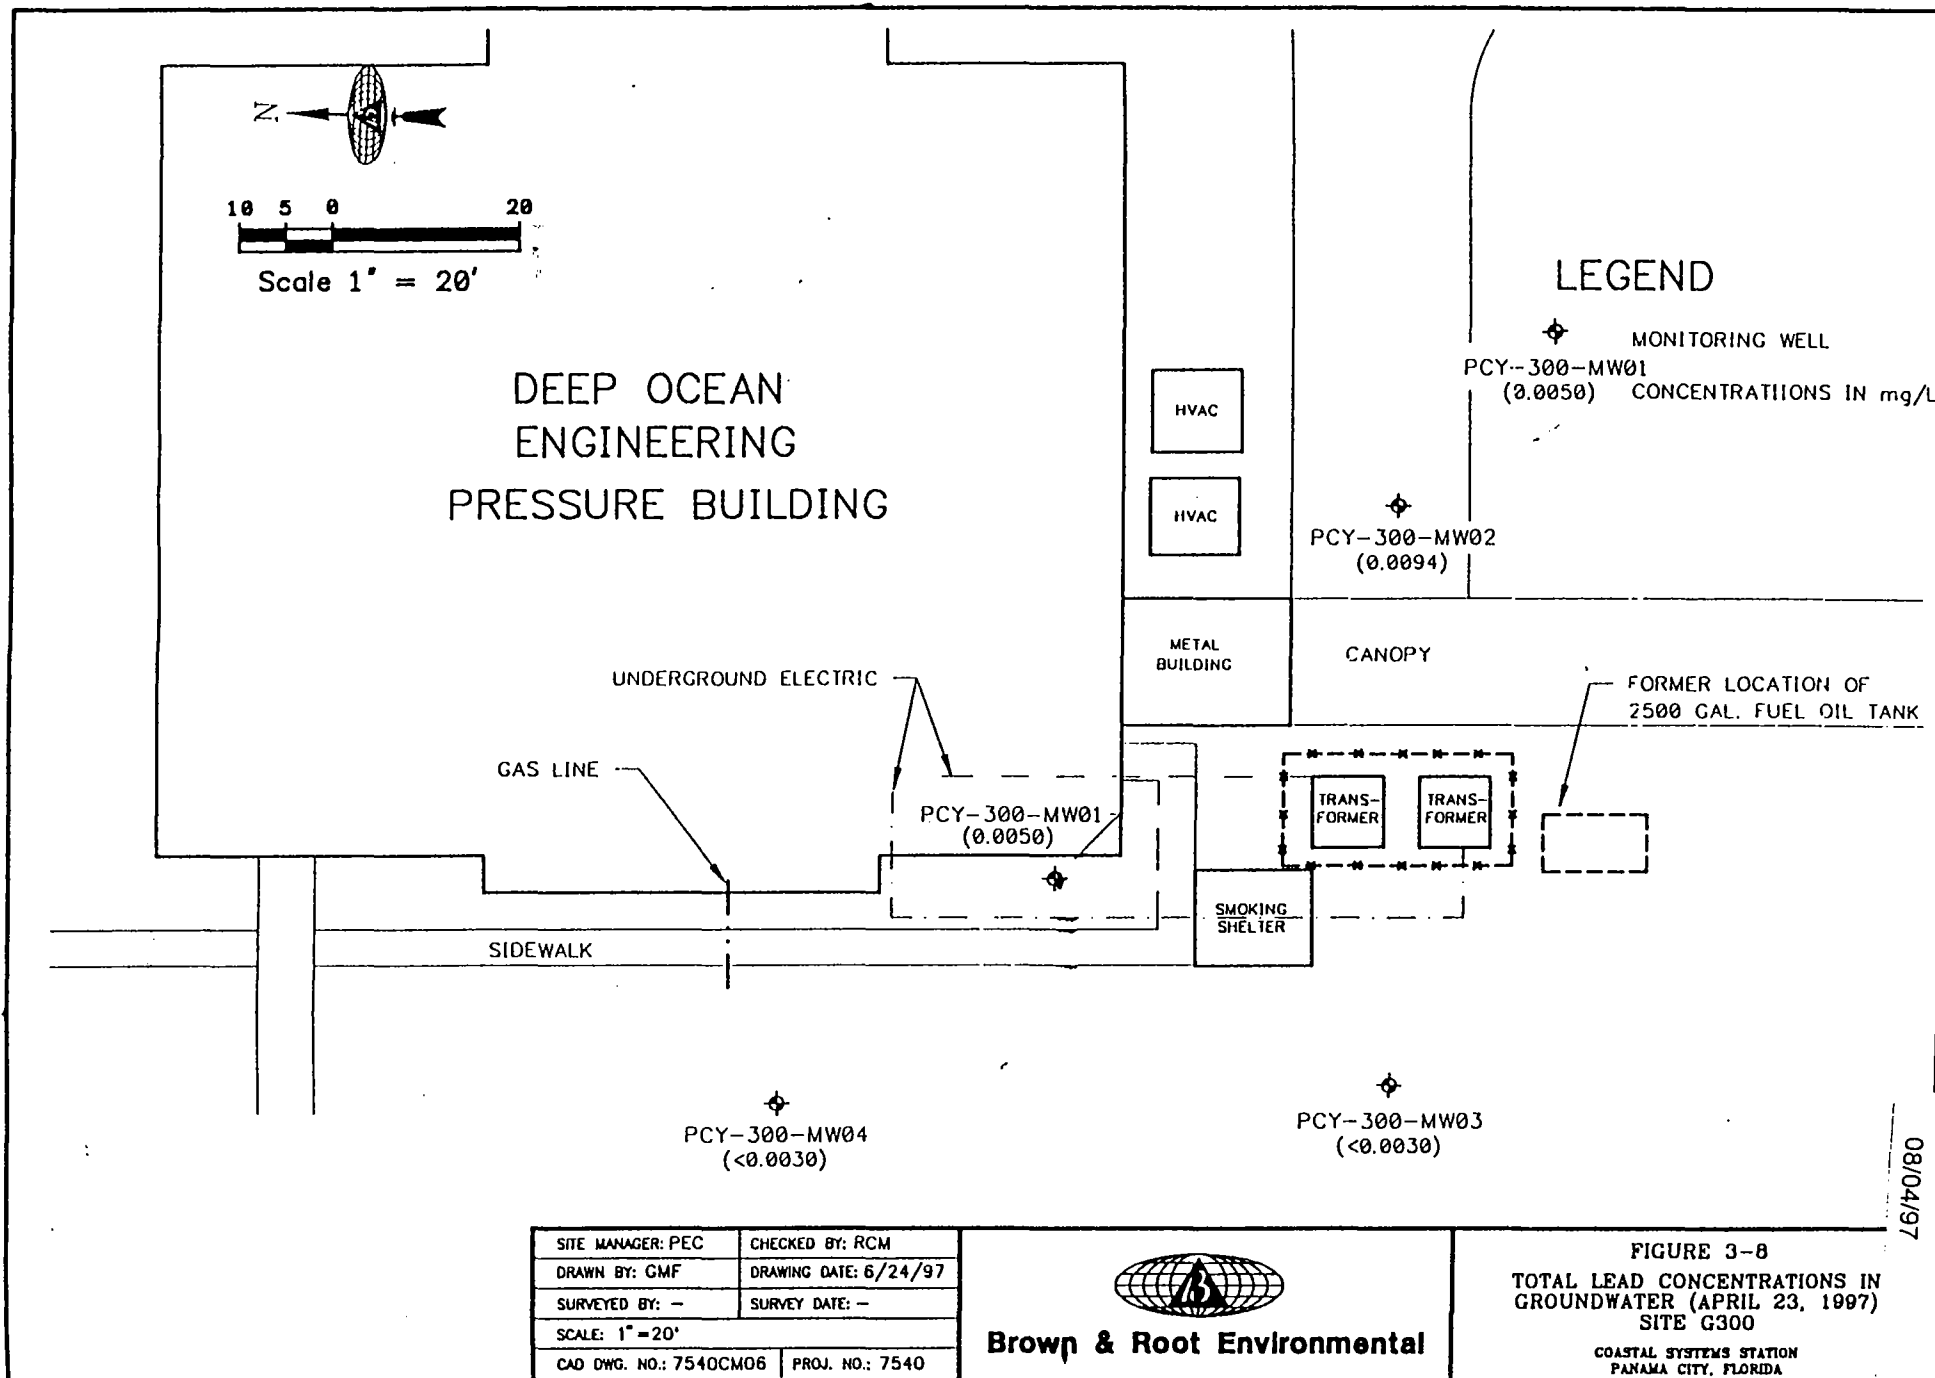 N
10 5 0 20
Scale 1" = 20'
DEEP OCEAN
ENGINEERING
PRESSURE BUILDING
HVAC
HVAC
LEGEND
MONITORING WELL
PCY-300-MW01
(0.0050) CONCENTRATIIONS IN mg/L
PCY-300-MW02
(0.0094)
METAL
BUILDING
CANOPY
UNDERGROUND ELECTRIC
FORMER LOCATION OF
2500 GAL. FUEL OIL TANK
GAS LINE
PCY-300-MW01
(0.0050)
TRANS-
FORMER
TRANS-
FORMER
SMOKING
SHELTER
SIDEWALK
PCY-300-MW04
(<0.0030)
PCY-300-MW03
(<0.0030)
08/04/97
SITE MANAGER: PEC CHECKED BY: RCM
DRAWN BY: GMF DRAWING DATE: 6/24/97
SURVEYED BY: - SURVEY DATE: -
SCALE: 1"=20'
CAD DWG. NO.: 7540CM06 PROJ. NO.: 7540
B
Brown & Root Environmental
FIGURE 3-8
TOTAL LEAD CONCENTRATIONS IN
GROUNDWATER (APRIL 23, 1997)
SITE G300
COASTAL SYSTEMS STATION
PANAMA CITY, FLORIDA